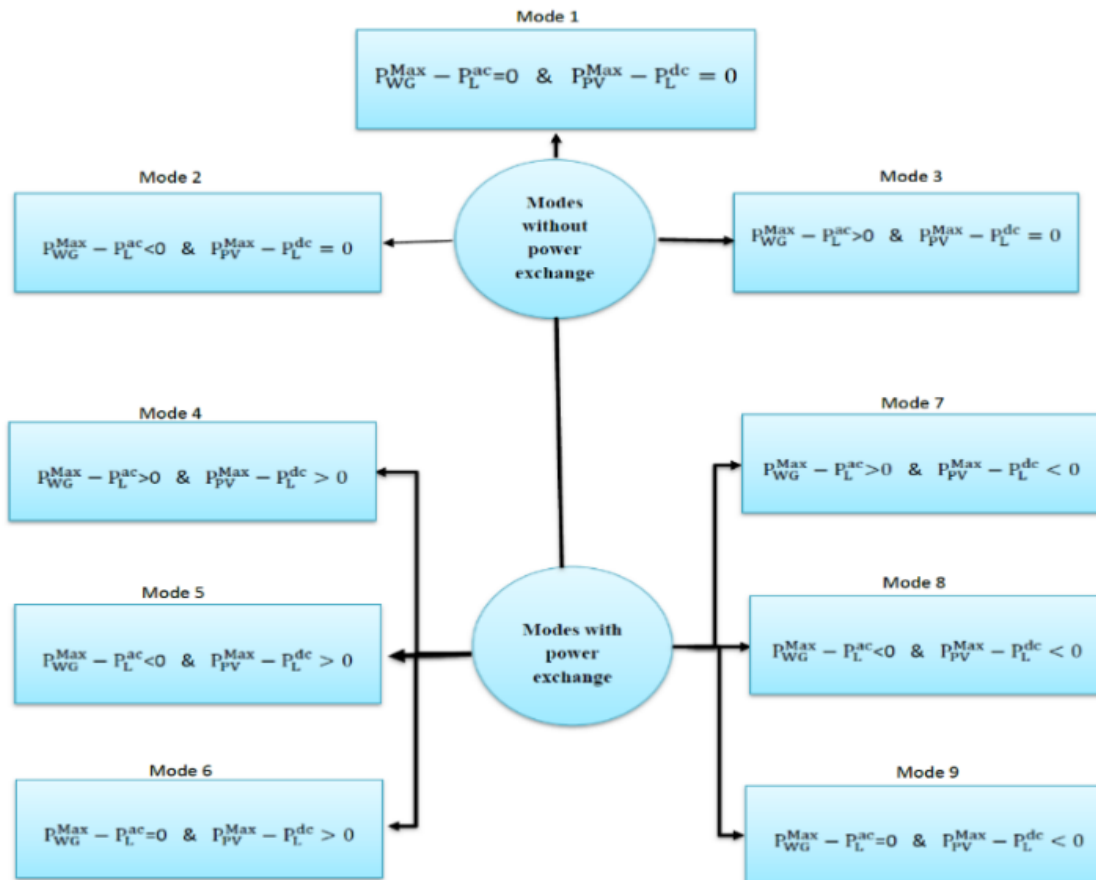 Mode 1
P_WG^Max − P_L^ac=0 & P_PV^Max − P_L^dc = 0
Mode 2
P_WG^Max − P_L^ac<0 & P_PV^Max − P_L^dc = 0
Modes
without
power
exchange
Mode 3
P_WG^Max − P_L^ac>0 & P_PV^Max − P_L^dc = 0
Mode 4
P_WG^Max − P_L^ac>0 & P_PV^Max − P_L^dc > 0
Mode 5
P_WG^Max − P_L^ac<0 & P_PV^Max − P_L^dc > 0
Mode 6
P_WG^Max − P_L^ac=0 & P_PV^Max − P_L^dc > 0
Modes with
power
exchange
Mode 7
P_WG^Max − P_L^ac>0 & P_PV^Max − P_L^dc < 0
Mode 8
P_WG^Max − P_L^ac<0 & P_PV^Max − P_L^dc < 0
Mode 9
P_WG^Max − P_L^ac=0 & P_PV^Max − P_L^dc < 0